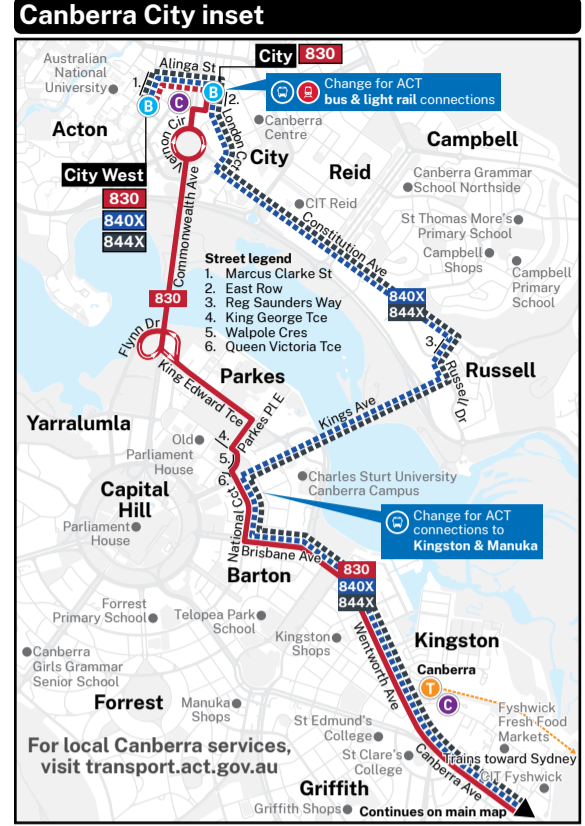 Canberra City inset
City 830
Australian
National
University
Alinga St
1.
B
B
C
2.
Change for ACT
bus & light rail connections
Acton
Vernon Cir
London Cct
Canberra
Centre
City
Campbell
Reid
Canberra Grammar
School Northside
City West
830
840X
844X
CIT Reid
St Thomas More's
Primary School
Commonwealth Ave
Constitution Ave
Campbell
Shops
Campbell
Primary
School
Street legend
1. Marcus Clarke St
2. East Row
3. Reg Saunders Way
4. King George Tce
5. Walpole Cres
6. Queen Victoria Tce
830
840X
844X
Flynn Dr
3.
Russell Dr
Russell
King Edward Tce
Parkes
Parkes Pl E
Kings Ave
Yarralumla
Old
Parliament
House
4.
5.
6.
Charles Sturt University
Canberra Campus
Capital
Hill
National Cct
Parliament
House
Change for ACT
connections to
Kingston & Manuka
Brisbane Ave
Barton
830
840X
844X
Forrest
Primary School
Telopea Park
School
Kingston
Shops
Wentworth Ave
Kingston
Canberra
Girls Grammar
Senior School
Canberra
T
C
Forrest
Manuka
Shops
Fyshwick
Fresh Food
Markets
St Edmund's
College
For local Canberra services,
visit transport.act.gov.au
St Clare's
College
Canberra Ave
Trains toward Sydney
CIT Fyshwick
Griffith
Griffith Shops
Continues on main map